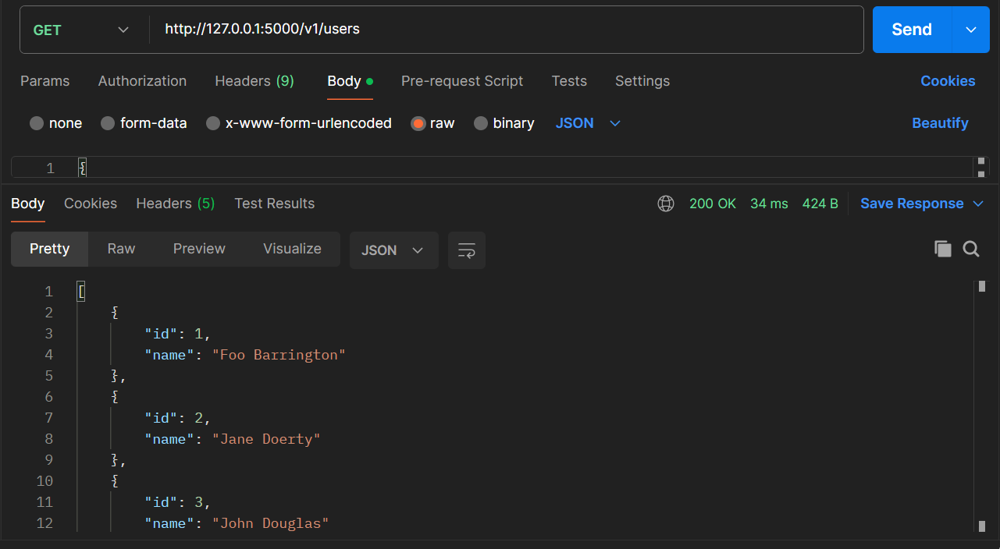 GET http://127.0.0.1:5000/v1/users Send
Params Authorization Headers (9) Body Pre-request Script Tests Settings Cookies
none form-data x-www-form-urlencoded raw binary JSON Beautify
1 {
Body Cookies Headers (5) Test Results 200 OK 34 ms 424 B Save Response
Pretty Raw Preview Visualize JSON
1 [
2 {
3 "id": 1,
4 "name": "Foo Barrington"
5 },
6 {
7 "id": 2,
8 "name": "Jane Doerty"
9 },
10 {
11 "id": 3,
12 "name": "John Douglas"